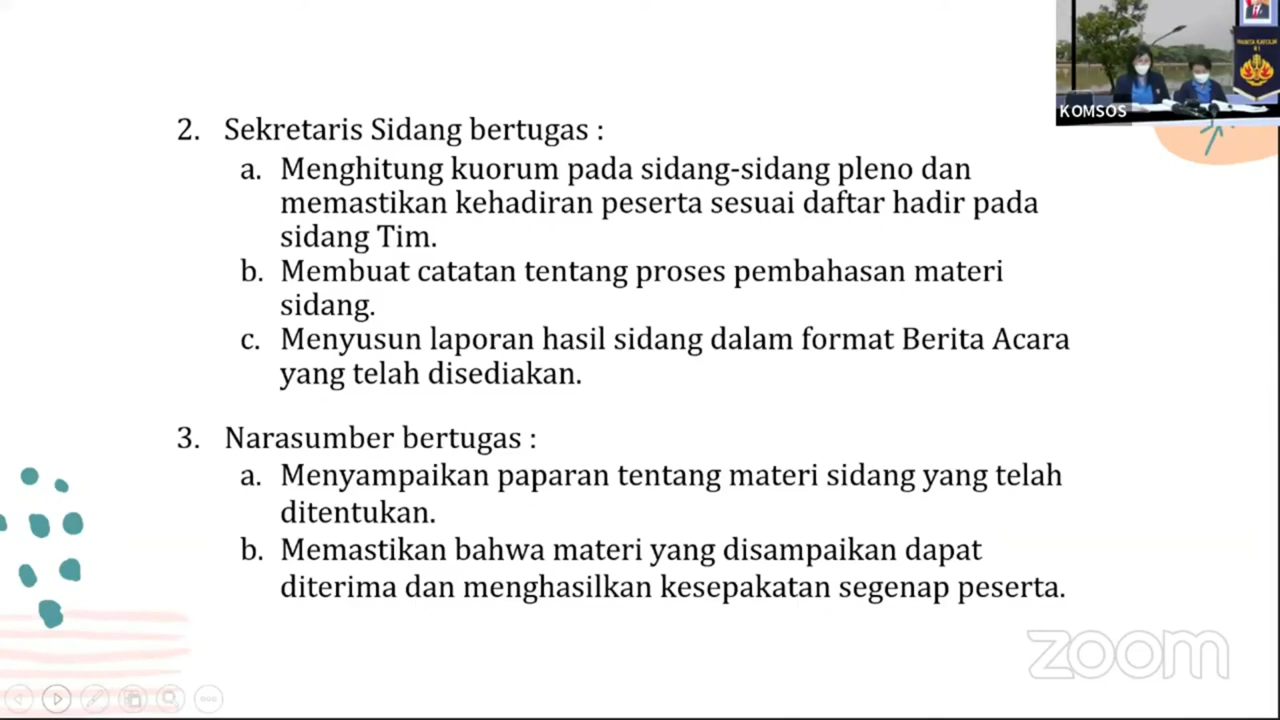 KOMSOS
2. Sekretaris Sidang bertugas :
a. Menghitung kuorum pada sidang-sidang pleno dan
memastikan kehadiran peserta sesuai daftar hadir pada
sidang Tim.
b. Membuat catatan tentang proses pembahasan materi
sidang.
c. Menyusun laporan hasil sidang dalam format Berita Acara
yang telah disediakan.
3. Narasumber bertugas :
a. Menyampaikan paparan tentang materi sidang yang telah
ditentukan.
b. Memastikan bahwa materi yang disampaikan dapat
diterima dan menghasilkan kesepakatan segenap peserta.
zoom